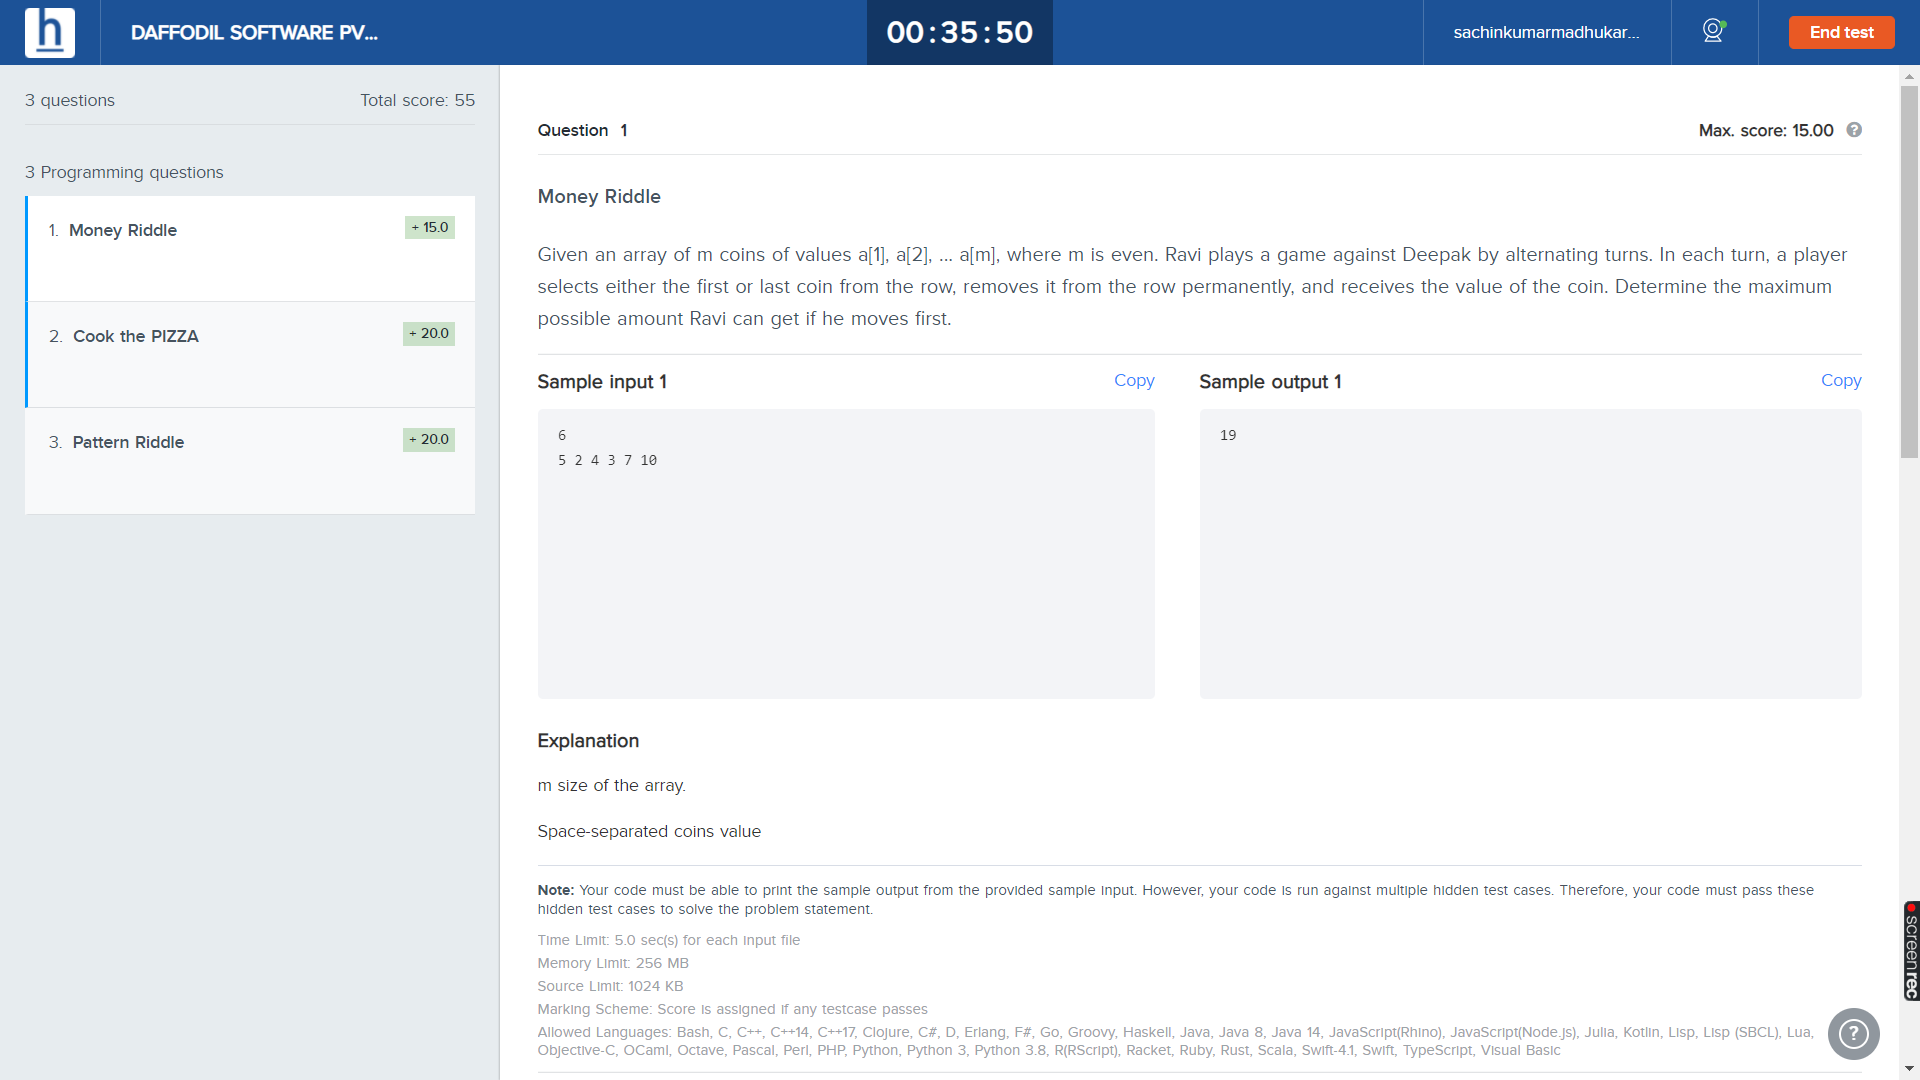 h
DAFFODIL SOFTWARE PV...
00:35:50
sachinkumarmadhukar...
End test
3 questions
Total score: 55
3 Programming questions
1. Money Riddle
+ 15.0
2. Cook the PIZZA
+ 20.0
3. Pattern Riddle
+ 20.0
Question 1
Max. score: 15.00
?
Money Riddle
Given an array of m coins of values a[1], a[2], ... a[m], where m is even. Ravi plays a game against Deepak by alternating turns. In each turn, a player
selects either the first or last coin from the row, removes it from the row permanently, and receives the value of the coin. Determine the maximum
possible amount Ravi can get if he moves first.
Sample input 1
Copy
6
5 2 4 3 7 10
Sample output 1
Copy
19
Explanation
m size of the array.
Space-separated coins value
Note: Your code must be able to print the sample output from the provided sample input. However, your code is run against multiple hidden test cases. Therefore, your code must pass these
hidden test cases to solve the problem statement.
Time Limit: 5.0 sec(s) for each input file
Memory Limit: 256 MB
Source Limit: 1024 KB
Marking Scheme: Score is assigned if any testcase passes
Allowed Languages: Bash, C, C++, C++14, C++17, Clojure, C#, D, Erlang, F#, Go, Groovy, Haskell, Java, Java 8, Java 14, JavaScript(Rhino), JavaScript(Node.js), Julia, Kotlin, Lisp, Lisp (SBCL), Lua,
Objective-C, OCaml, Octave, Pascal, Perl, PHP, Python, Python 3, Python 3.8, R(RScript), Racket, Ruby, Rust, Scala, Swift-4.1, Swift, TypeScript, Visual Basic
screenrec
?